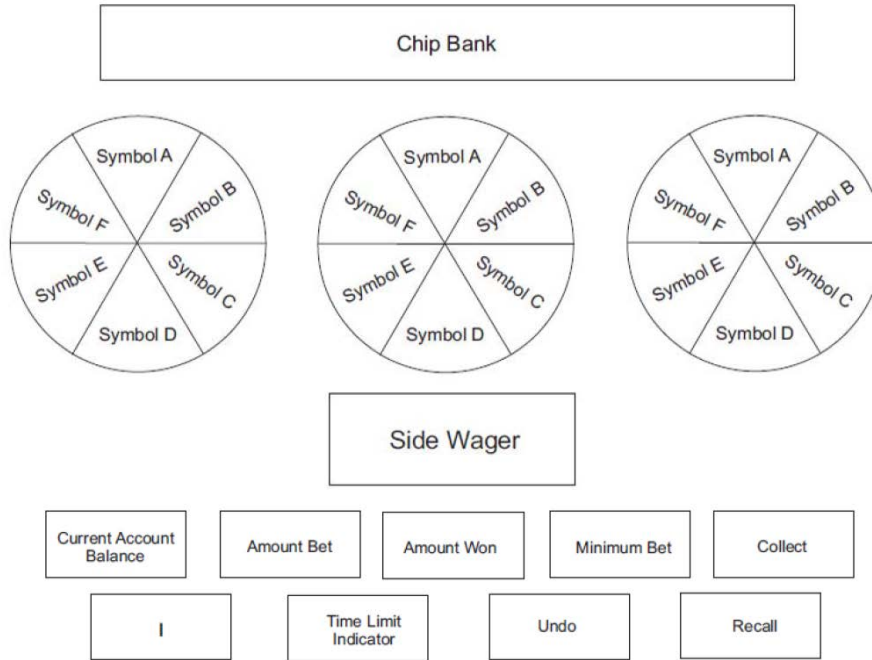 Chip Bank
Symbol A
Symbol B
Symbol C
Symbol D
Symbol E
Symbol F
Symbol A
Symbol B
Symbol C
Symbol D
Symbol E
Symbol F
Symbol A
Symbol B
Symbol C
Symbol D
Symbol E
Symbol F
Side Wager
Current Account
Balance
Amount Bet
Amount Won
Minimum Bet
Collect
I
Time Limit
Indicator
Undo
Recall